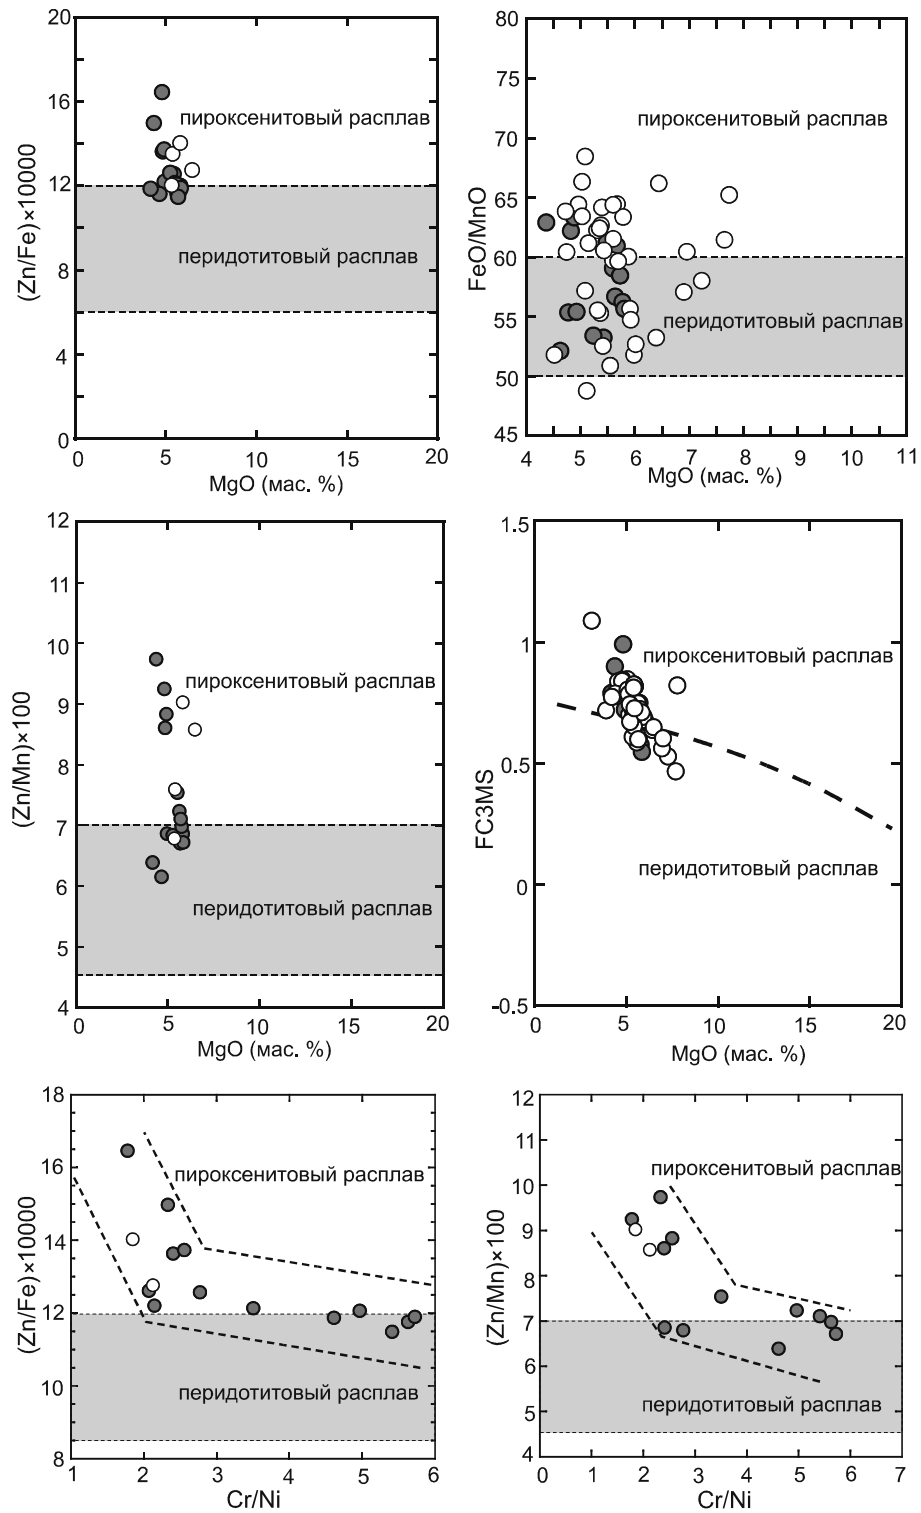 20
16
12
8
4
0
(Zn/Fe)×10000
пироксенитовый расплав
перидотитовый расплав
0 5 10 15 20
MgO (мас. %)
80
75
70
65
60
55
50
45
FeO/MnO
пироксенитовый расплав
перидотитовый расплав
4 5 6 7 8 9 10 11
MgO (мас. %)
12
11
10
9
8
7
6
5
4
(Zn/Mn)×100
пироксенитовый расплав
перидотитовый расплав
0 5 10 15 20
MgO (мас. %)
1.5
1
0.5
0
-0.5
FC3MS
пироксенитовый расплав
перидотитовый расплав
0 5 10 15 20
MgO (мас. %)
18
16
14
12
10
8
(Zn/Fe)×10000
пироксенитовый расплав
перидотитовый расплав
1 2 3 4 5 6
Cr/Ni
12
11
10
9
8
7
6
5
4
(Zn/Mn)×100
пироксенитовый расплав
перидотитовый расплав
0 1 2 3 4 5 6 7
Cr/Ni